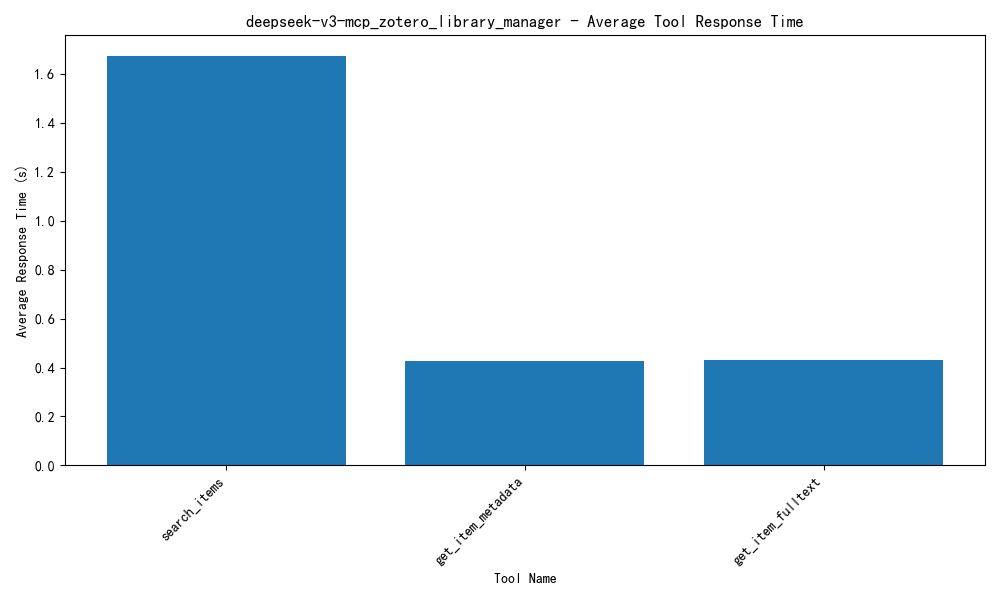 deepseek-v3-mcp_zotero_library_manager - Average Tool Response Time
Average Response Time (s)
1.6
1.4
1.2
1.0
0.8
0.6
0.4
0.2
0.0
search_items
get_item_metadata
get_item_fulltext
Tool Name